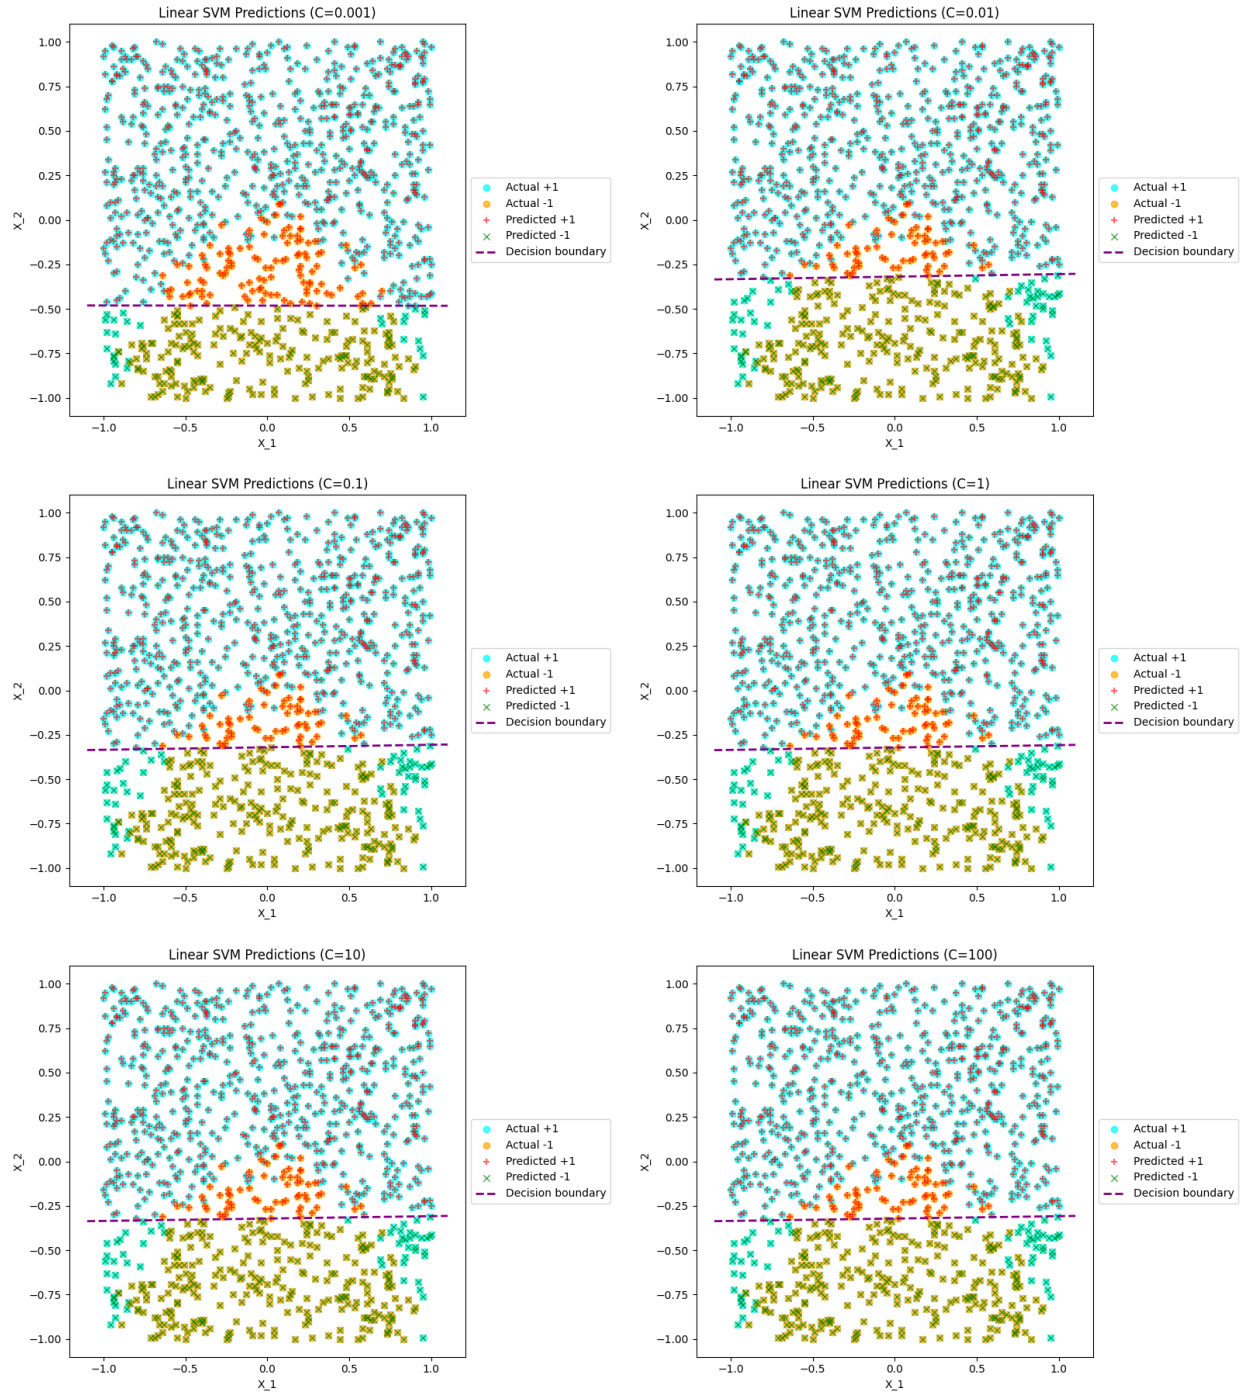 Linear SVM Predictions (C=0.001)
1.00
0.75
0.50
0.25
0.00
−0.25
−0.50
−0.75
−1.00
X_2
−1.0 −0.5 0.0 0.5 1.0
X_1
Actual +1
Actual -1
Predicted +1
Predicted -1
Decision boundary
Linear SVM Predictions (C=0.01)
1.00
0.75
0.50
0.25
0.00
−0.25
−0.50
−0.75
−1.00
X_2
−1.0 −0.5 0.0 0.5 1.0
X_1
Actual +1
Actual -1
Predicted +1
Predicted -1
Decision boundary
Linear SVM Predictions (C=0.1)
1.00
0.75
0.50
0.25
0.00
−0.25
−0.50
−0.75
−1.00
X_2
−1.0 −0.5 0.0 0.5 1.0
X_1
Actual +1
Actual -1
Predicted +1
Predicted -1
Decision boundary
Linear SVM Predictions (C=1)
1.00
0.75
0.50
0.25
0.00
−0.25
−0.50
−0.75
−1.00
X_2
−1.0 −0.5 0.0 0.5 1.0
X_1
Actual +1
Actual -1
Predicted +1
Predicted -1
Decision boundary
Linear SVM Predictions (C=10)
1.00
0.75
0.50
0.25
0.00
−0.25
−0.50
−0.75
−1.00
X_2
−1.0 −0.5 0.0 0.5 1.0
X_1
Actual +1
Actual -1
Predicted +1
Predicted -1
Decision boundary
Linear SVM Predictions (C=100)
1.00
0.75
0.50
0.25
0.00
−0.25
−0.50
−0.75
−1.00
X_2
−1.0 −0.5 0.0 0.5 1.0
X_1
Actual +1
Actual -1
Predicted +1
Predicted -1
Decision boundary